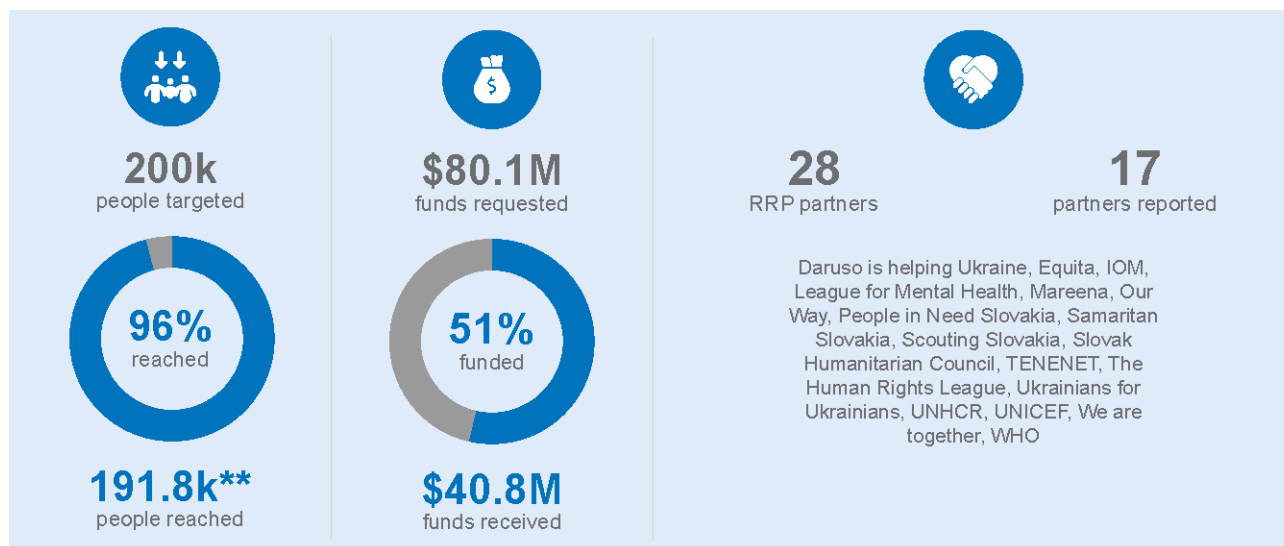 200k
people targeted
96%
reached
191.8k**
people reached
$
$80.1M
funds requested
51%
funded
$40.8M
funds received
28
RRP partners
17
partners reported
Daruso is helping Ukraine, Equita, IOM,
League for Mental Health, Mareena, Our
Way, People in Need Slovakia, Samaritan
Slovakia, Scouting Slovakia, Slovak
Humanitarian Council, TENENET, The
Human Rights League, Ukrainians for
Ukrainians, UNHCR, UNICEF, We are
together, WHO